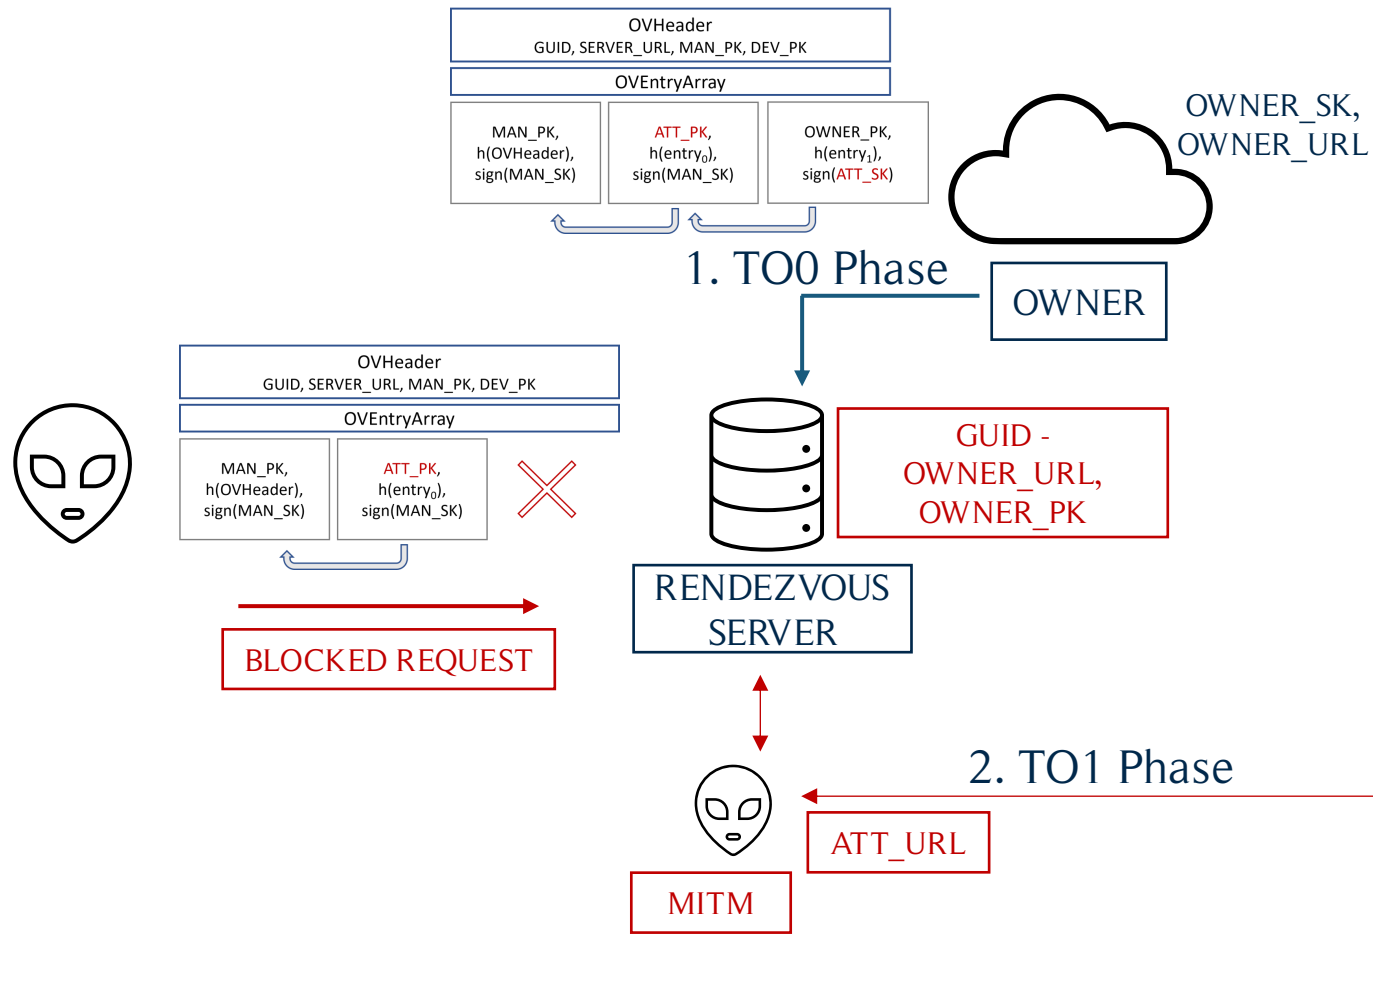 OVHeader
GUID, SERVER_URL, MAN_PK, DEV_PK
OVEntryArray
MAN_PK,
h(OVHeader),
sign(MAN_SK)
ATT_PK,
h(entry₀),
sign(MAN_SK)
OWNER_PK,
h(entry₁),
sign(ATT_SK)
OWNER_SK,
OWNER_URL
1. TO0 Phase
OWNER
OVHeader
GUID, SERVER_URL, MAN_PK, DEV_PK
OVEntryArray
MAN_PK,
h(OVHeader),
sign(MAN_SK)
ATT_PK,
h(entry₀),
sign(MAN_SK)
GUID -
OWNER_URL,
OWNER_PK
RENDEZVOUS
SERVER
BLOCKED REQUEST
2. TO1 Phase
ATT_URL
MITM